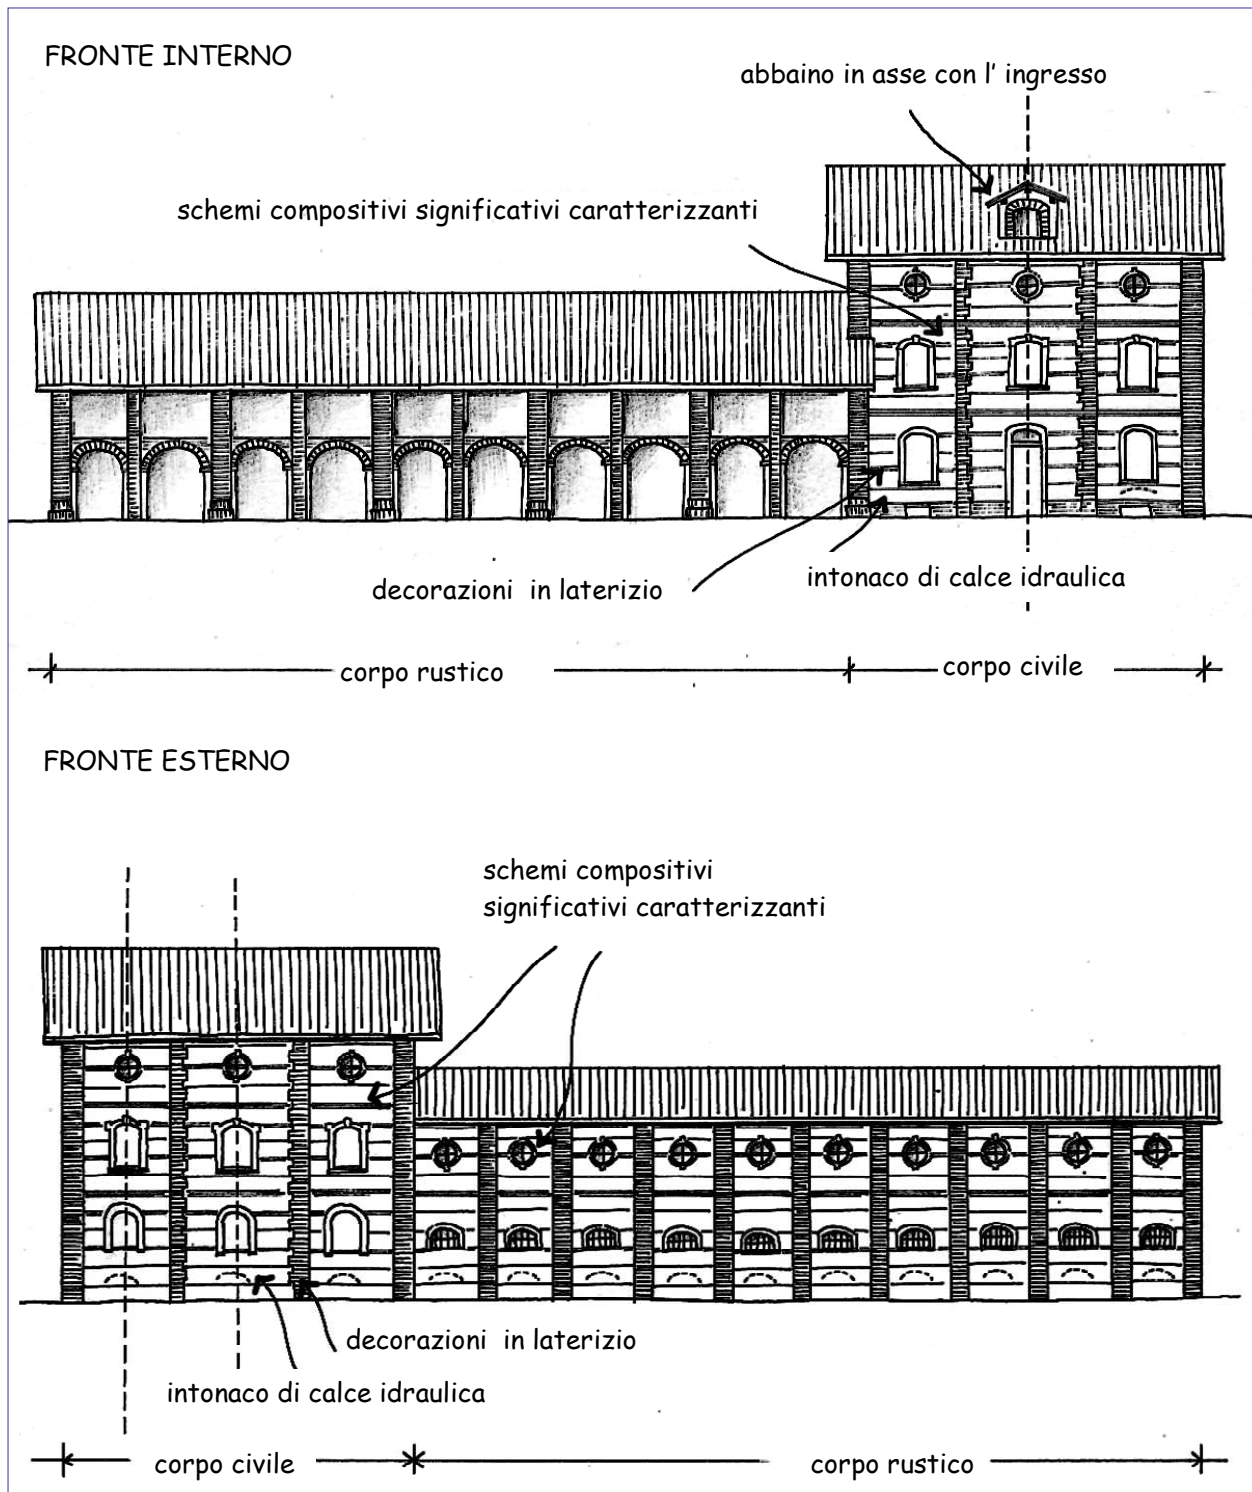 FRONTE INTERNO
abbaino in asse con l' ingresso
schemi compositivi significativi caratterizzanti
decorazioni in laterizio
intonaco di calce idraulica
corpo rustico
corpo civile
FRONTE ESTERNO
schemi compositivi
significativi caratterizzanti
decorazioni in laterizio
intonaco di calce idraulica
corpo civile
corpo rustico